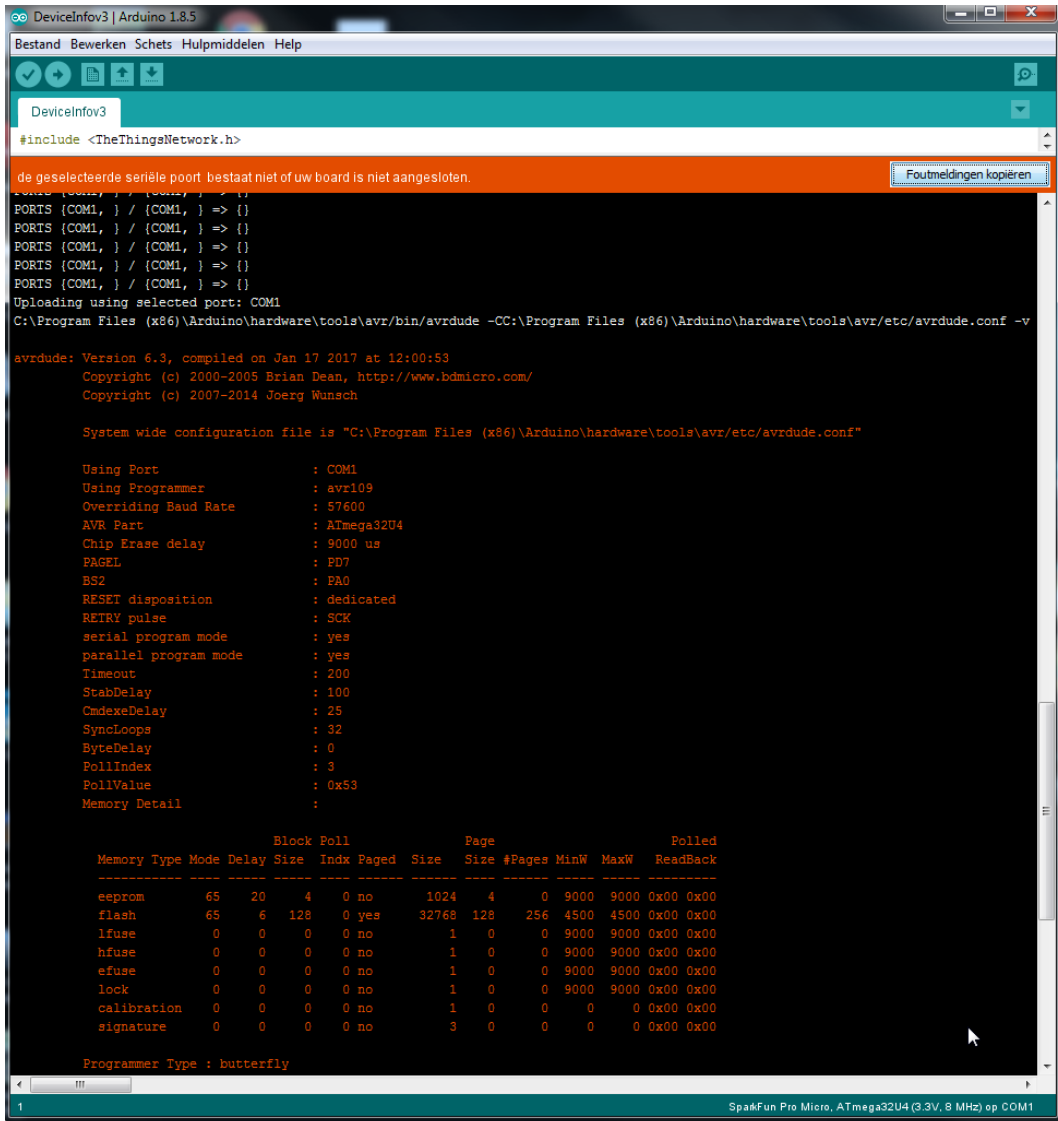 DeviceInfov3 | Arduino 1.8.5
Bestand Bewerken Schets Hulpmiddelen Help
DeviceInfov3
#include <TheThingsNetwork.h>
de geselecteerde seriële poort bestaat niet of uw board is niet aangesloten.
Foutmeldingen kopiëren
PORTS {COM1, } / {COM1, } => {}
PORTS {COM1, } / {COM1, } => {}
PORTS {COM1, } / {COM1, } => {}
PORTS {COM1, } / {COM1, } => {}
PORTS {COM1, } / {COM1, } => {}
PORTS {COM1, } / {COM1, } => {}
Uploading using selected port: COM1
C:\Program Files (x86)\Arduino\hardware\tools\avr/bin/avrdude -CC:\Program Files (x86)\Arduino\hardware\tools\avr/etc/avrdude.conf -v
avrdude: Version 6.3, compiled on Jan 17 2017 at 12:00:53
Copyright (c) 2000-2005 Brian Dean, http://www.bdmicro.com/
Copyright (c) 2007-2014 Joerg Wunsch
System wide configuration file is "C:\Program Files (x86)\Arduino\hardware\tools\avr/etc/avrdude.conf"
Using Port : COM1
Using Programmer : avr109
Overriding Baud Rate : 57600
AVR Part : ATmega32U4
Chip Erase delay : 9000 us
PAGEL : PD7
BS2 : PA0
RESET disposition : dedicated
RETRY pulse : SCK
serial program mode : yes
parallel program mode : yes
Timeout : 200
StabDelay : 100
CmdexeDelay : 25
SyncLoops : 32
ByteDelay : 0
PollIndex : 3
PollValue : 0x53
Memory Detail :
Block Poll Page Polled
Memory Type Mode Delay Size Indx Paged Size Size #Pages MinW MaxW ReadBack
----------- ---- ----- ----- ---- ------ ------ ---- ------ ----- ----- ---------
eeprom 65 20 4 0 no 1024 4 0 9000 9000 0x00 0x00
flash 65 6 128 0 yes 32768 128 256 4500 4500 0x00 0x00
lfuse 0 0 0 0 no 1 0 0 9000 9000 0x00 0x00
hfuse 0 0 0 0 no 1 0 0 9000 9000 0x00 0x00
efuse 0 0 0 0 no 1 0 0 9000 9000 0x00 0x00
lock 0 0 0 0 no 1 0 0 9000 9000 0x00 0x00
calibration 0 0 0 0 no 1 0 0 0 0 0x00 0x00
signature 0 0 0 0 no 3 0 0 0 0 0x00 0x00
Programmer Type : butterfly
1
SparkFun Pro Micro, ATmega32U4 (3.3V, 8 MHz) op COM1